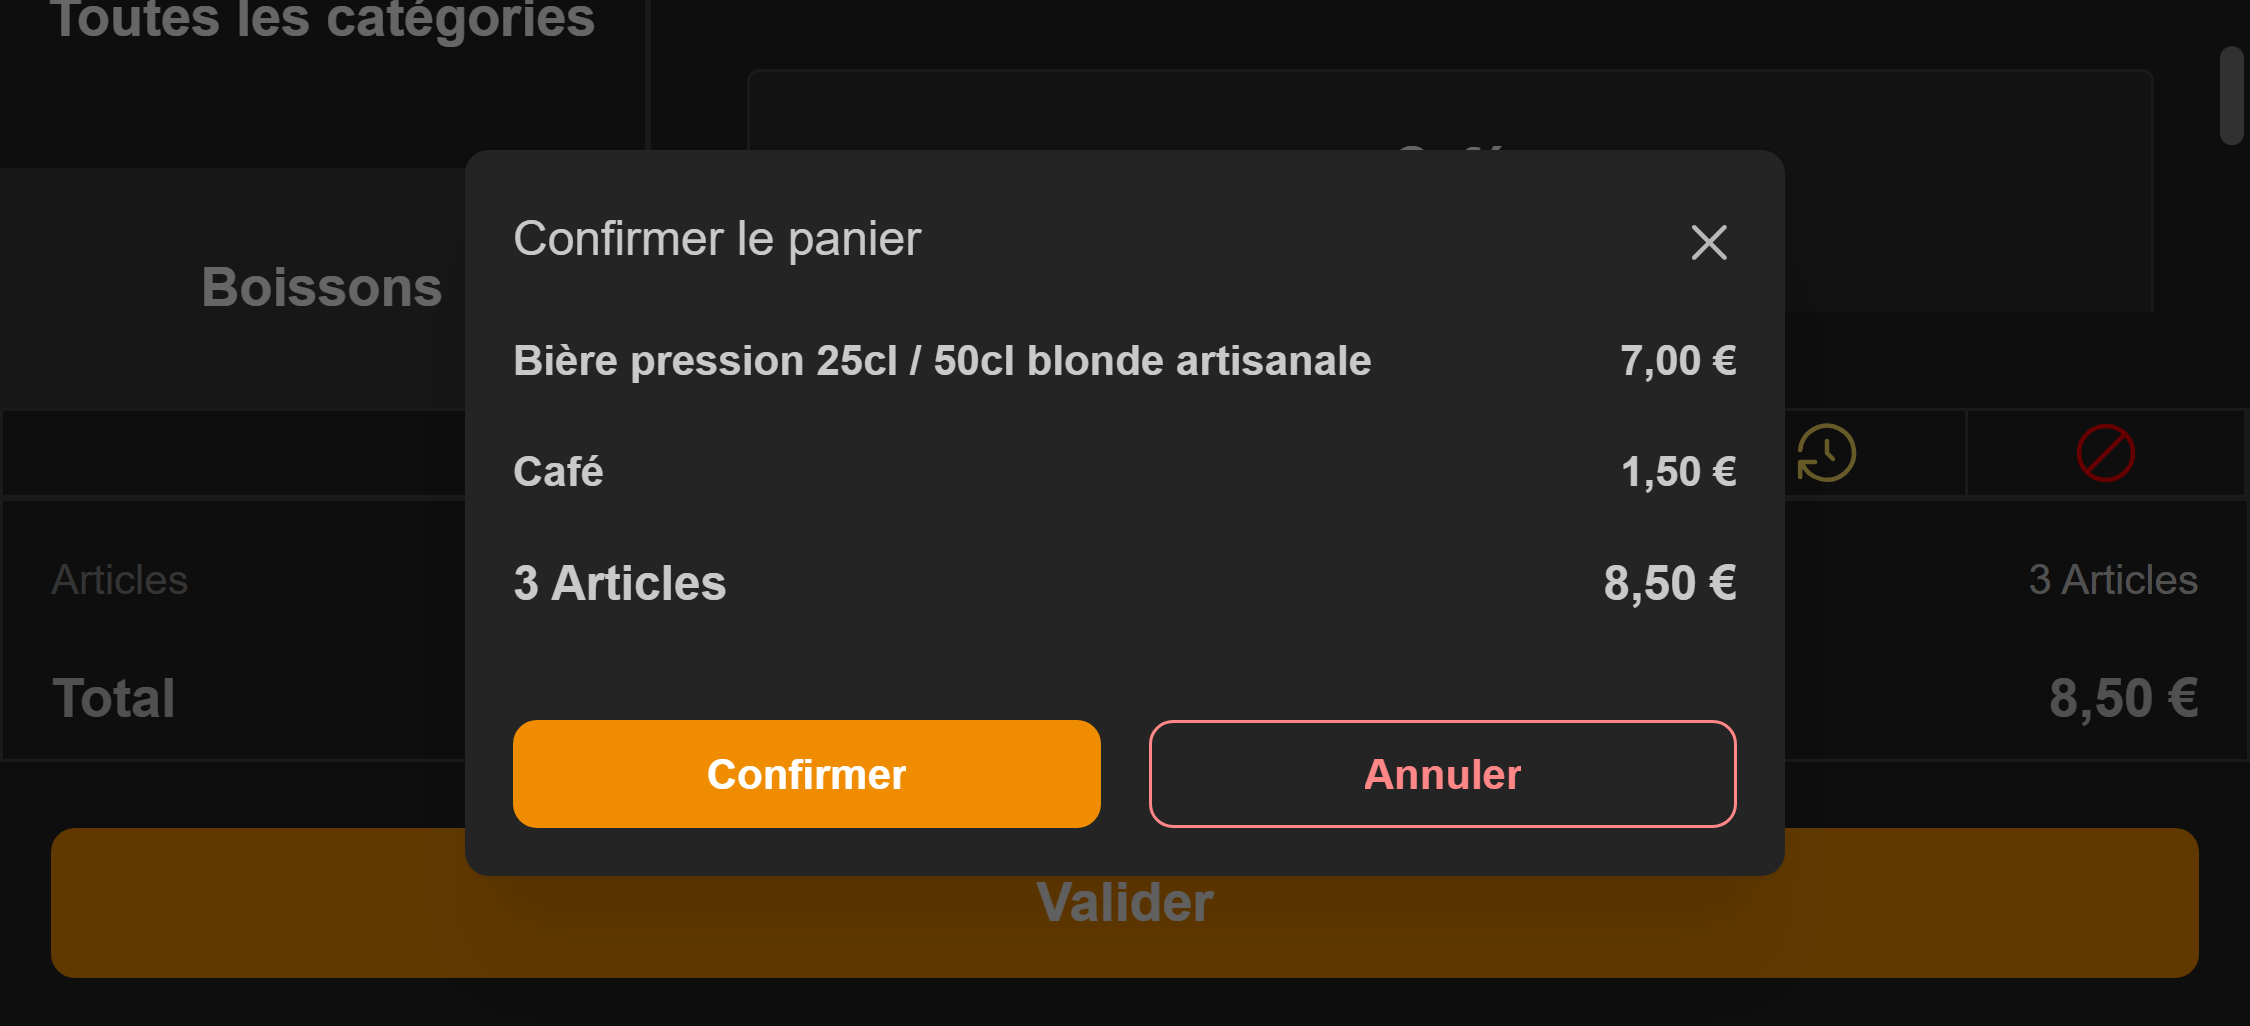 Toutes les catégories
Boissons
Confirmer le panier
Bière pression 25cl / 50cl blonde artisanale 7,00 €
Café 1,50 €
3 Articles 8,50 €
Confirmer Annuler
Articles 3 Articles
Total 8,50 €
Valider